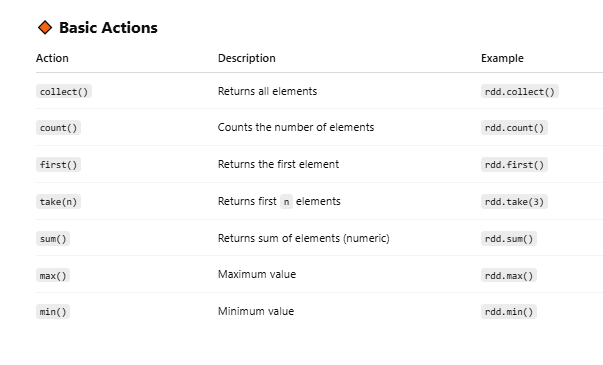 Basic Actions
Action Description Example
collect() Returns all elements rdd.collect()
count() Counts the number of elements rdd.count()
first() Returns the first element rdd.first()
take(n) Returns first n elements rdd.take(3)
sum() Returns sum of elements (numeric) rdd.sum()
max() Maximum value rdd.max()
min() Minimum value rdd.min()